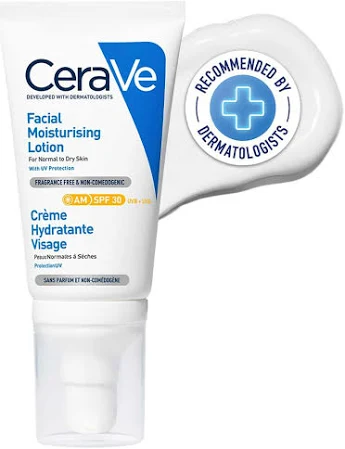 CeraVe
DEVELOPED WITH DERMATOLOGISTS
Facial
Moisturising
Lotion
For Normal to Dry Skin
With UV Protection
FRAGRANCE FREE & NON-COMEDOGENIC
AM SPF 30 UVB + UVA
Crème
Hydratante
Visage
Peaux Normales à Sèches
Protection UV
SANS PARFUM ET NON COMÉDOGÈNE
RECOMMENDED BY
DERMATOLOGISTS